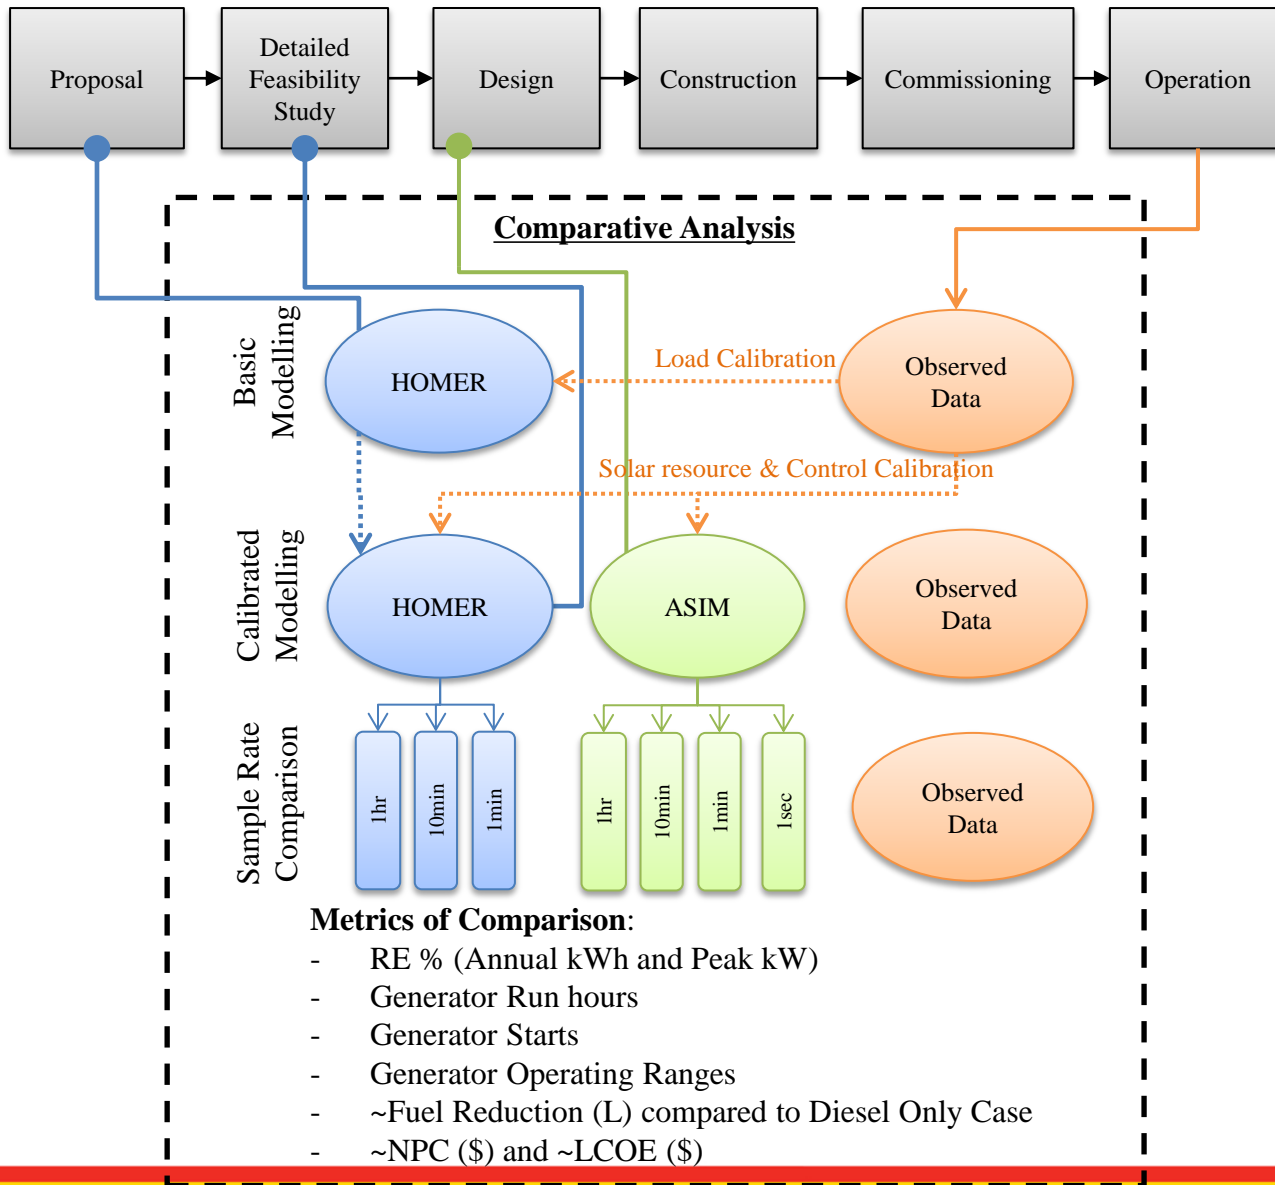 Proposal
Detailed
Feasibility
Study
Design
Construction
Commissioning
Operation
Comparative Analysis
Basic
Modelling
HOMER
Load Calibration
Observed
Data
Solar resource & Control Calibration
Calibrated
Modelling
HOMER
ASIM
Observed
Data
Sample Rate
Comparison
1hr
10min
1min
1hr
10min
1min
1sec
Observed
Data
Metrics of Comparison:
- RE % (Annual kWh and Peak kW)
- Generator Run hours
- Generator Starts
- Generator Operating Ranges
- ~Fuel Reduction (L) compared to Diesel Only Case
- ~NPC ($) and ~LCOE ($)